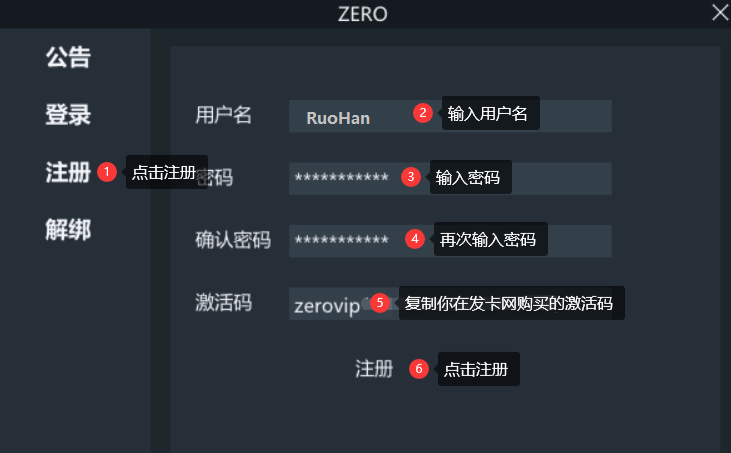 ZERO
公告
登录
注册 1 点击注册
解绑
用户名 RuoHan 2 输入用户名
密码 *********** 3 输入密码
确认密码 *********** 4 再次输入密码
激活码 zerovip 5 复制你在发卡网购买的激活码
注册 6 点击注册